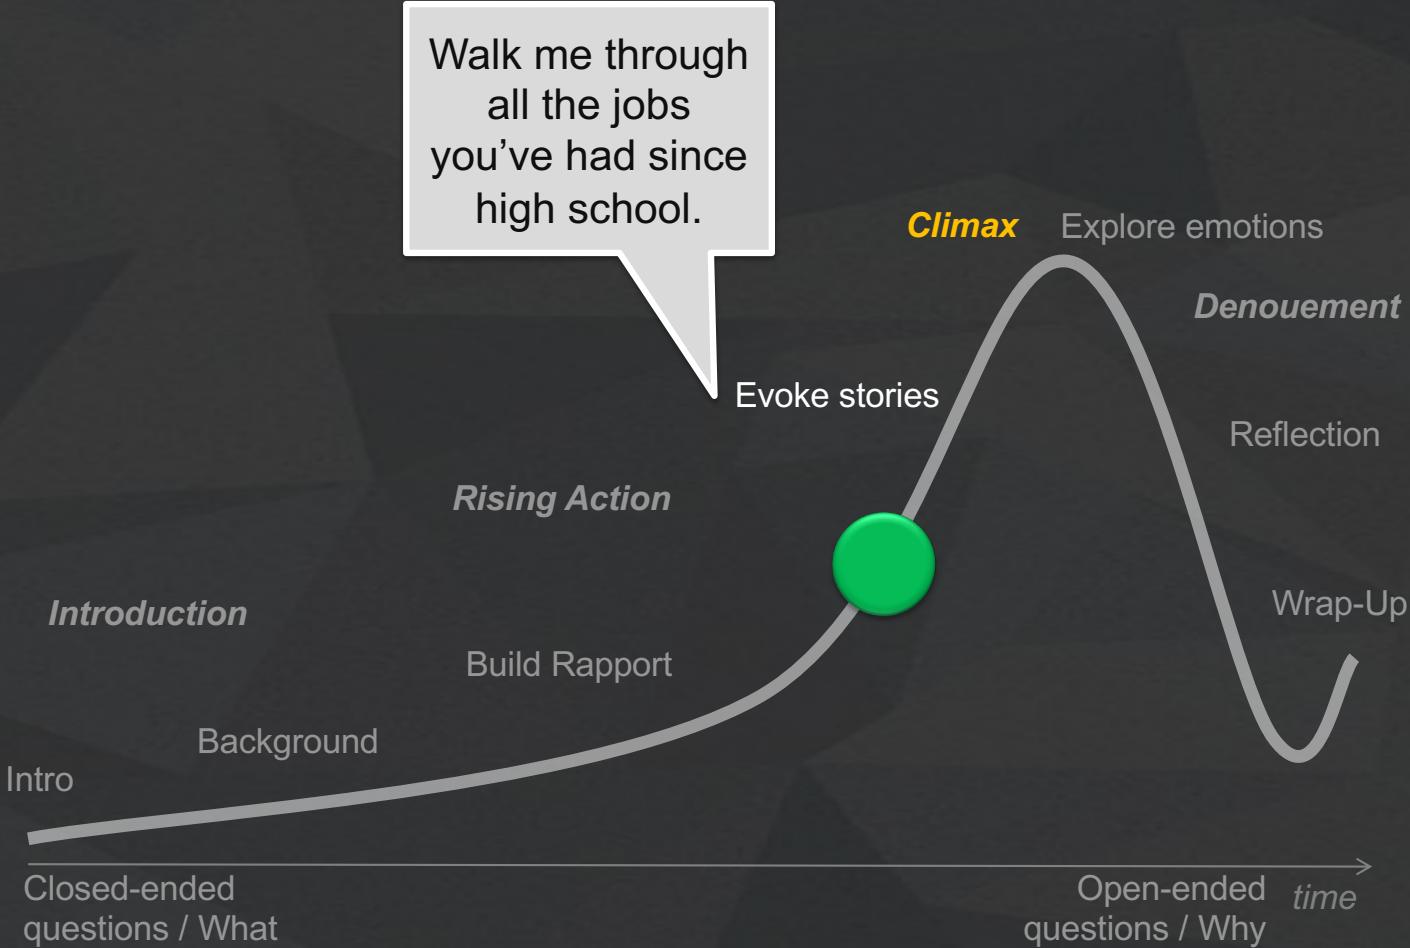 Walk me through
all the jobs
you’ve had since
high school.
Climax
Explore emotions
Denouement
Evoke stories
Reflection
Rising Action
Introduction
Wrap-Up
Build Rapport
Background
Intro
Closed-ended
questions / What
Open-ended
questions / Why
time